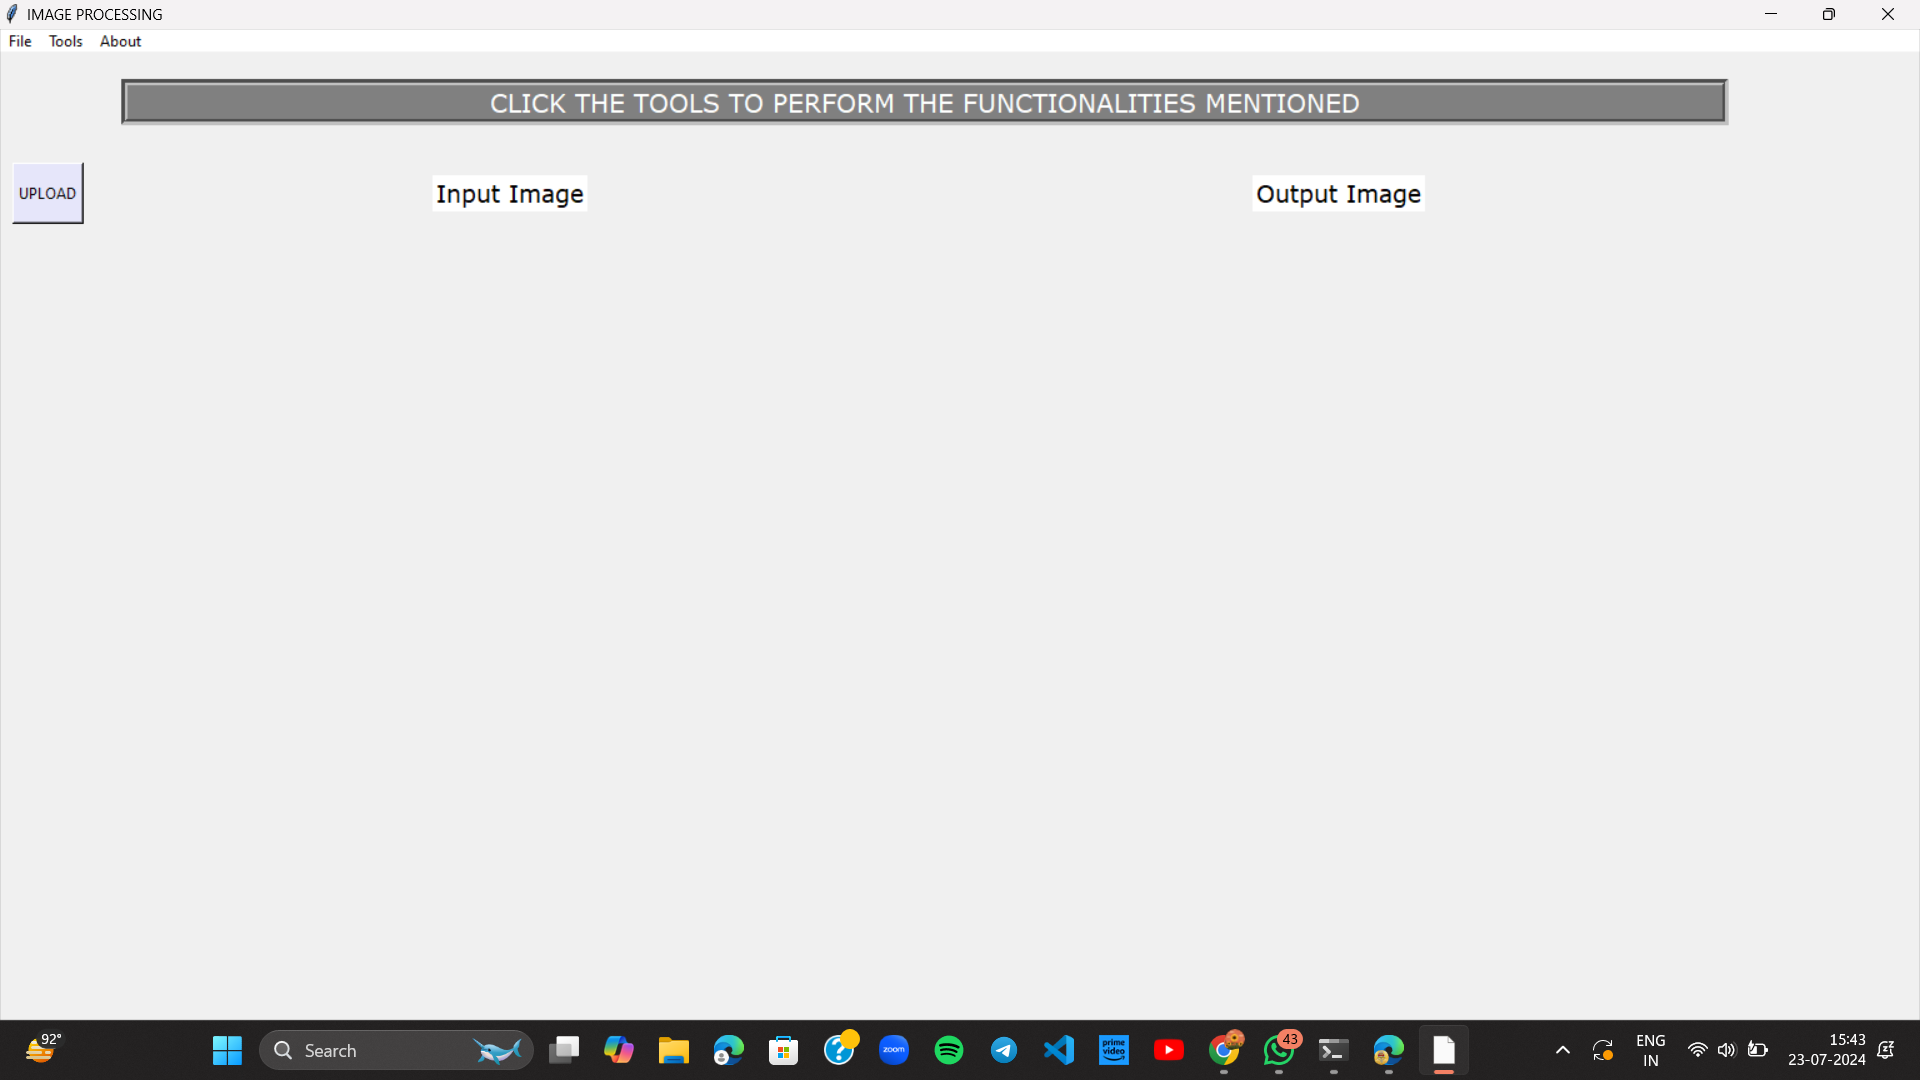 IMAGE PROCESSING
File Tools About
CLICK THE TOOLS TO PERFORM THE FUNCTIONALITIES MENTIONED
UPLOAD
Input Image
Output Image
92°
Search
zoom
prime
video
43
ENG
IN
15:43
23-07-2024